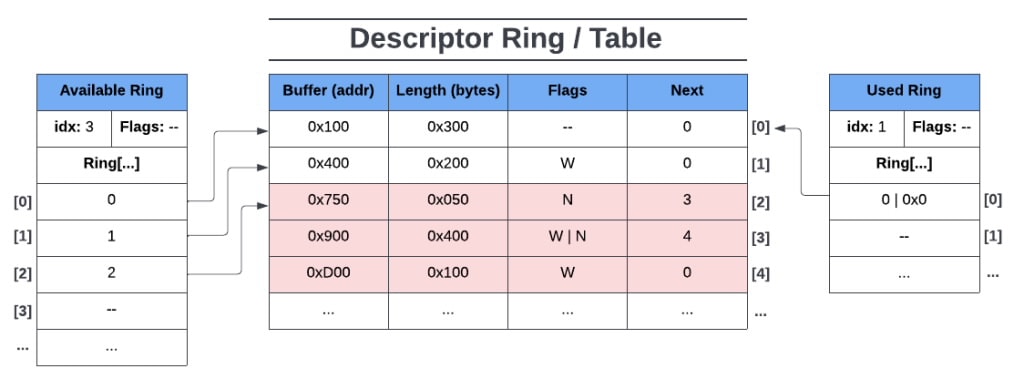 Descriptor Ring / Table
Available Ring
idx: 3 Flags: --
Ring[...]
[0] 0
[1] 1
[2] 2
[3] --
... ...
Buffer (addr) Length (bytes) Flags Next
0x100 0x300 -- 0 [0]
0x400 0x200 W 0 [1]
0x750 0x050 N 3 [2]
0x900 0x400 W | N 4 [3]
0xD00 0x100 W 0 [4]
... ... ... ... ...
Used Ring
idx: 1 Flags: --
Ring[...]
0 | 0x0 [0]
-- [1]
... ...